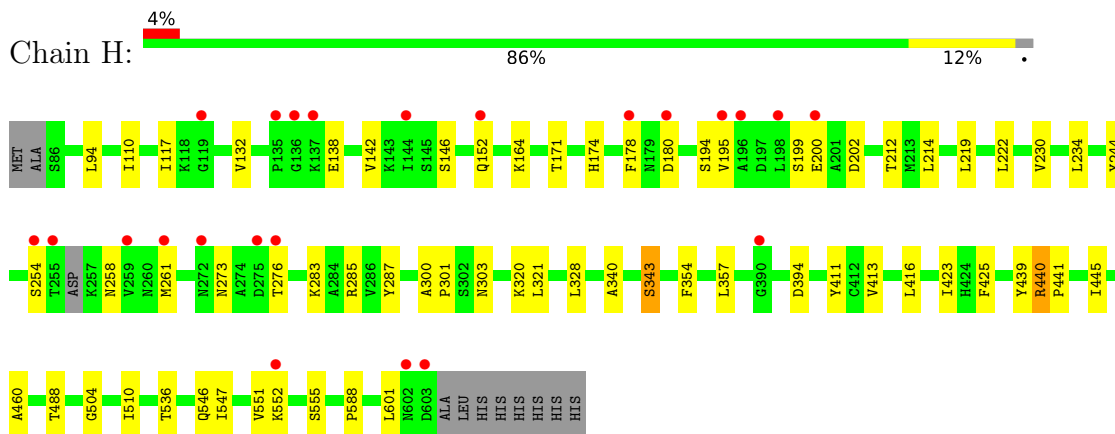 4%
Chain H:
86%
12%
MET ALA S86 L94 I110 I117 K118 G119 V132 P135 G136 K137 E138 V142 K143 I144 S145 S146 Q152 K164 T171 H174 F178 N179 D180 S194 V195 A196 D197 L198 S199 E200 A201 D202 T212 M213 L214 L219 L222 V230 L234 Y244
S254 T255 ASP K257 N258 V259 N260 M261 N272 N273 A274 D275 T276 K283 A284 R285 V286 Y287 A300 P301 S302 N303 K320 L321 L328 A340 S343 F354 L357 G390 D394 Y411 C412 V413 L416 I423 H424 F425 Y439 R440 P441 I445
A460 T488 G504 I510 T536 Q546 I547 V551 K552 S555 P588 L601 N602 D603 ALA LEU HIS HIS HIS HIS HIS HIS